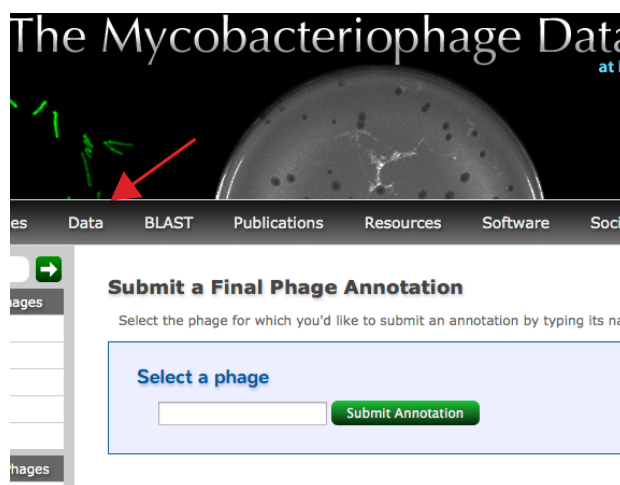 The Mycobacteriophage Data
at
es Data BLAST Publications Resources Software Soci
ages
Submit a Final Phage Annotation
Select the phage for which you'd like to submit an annotation by typing its na
Select a phage
Submit Annotation
hages